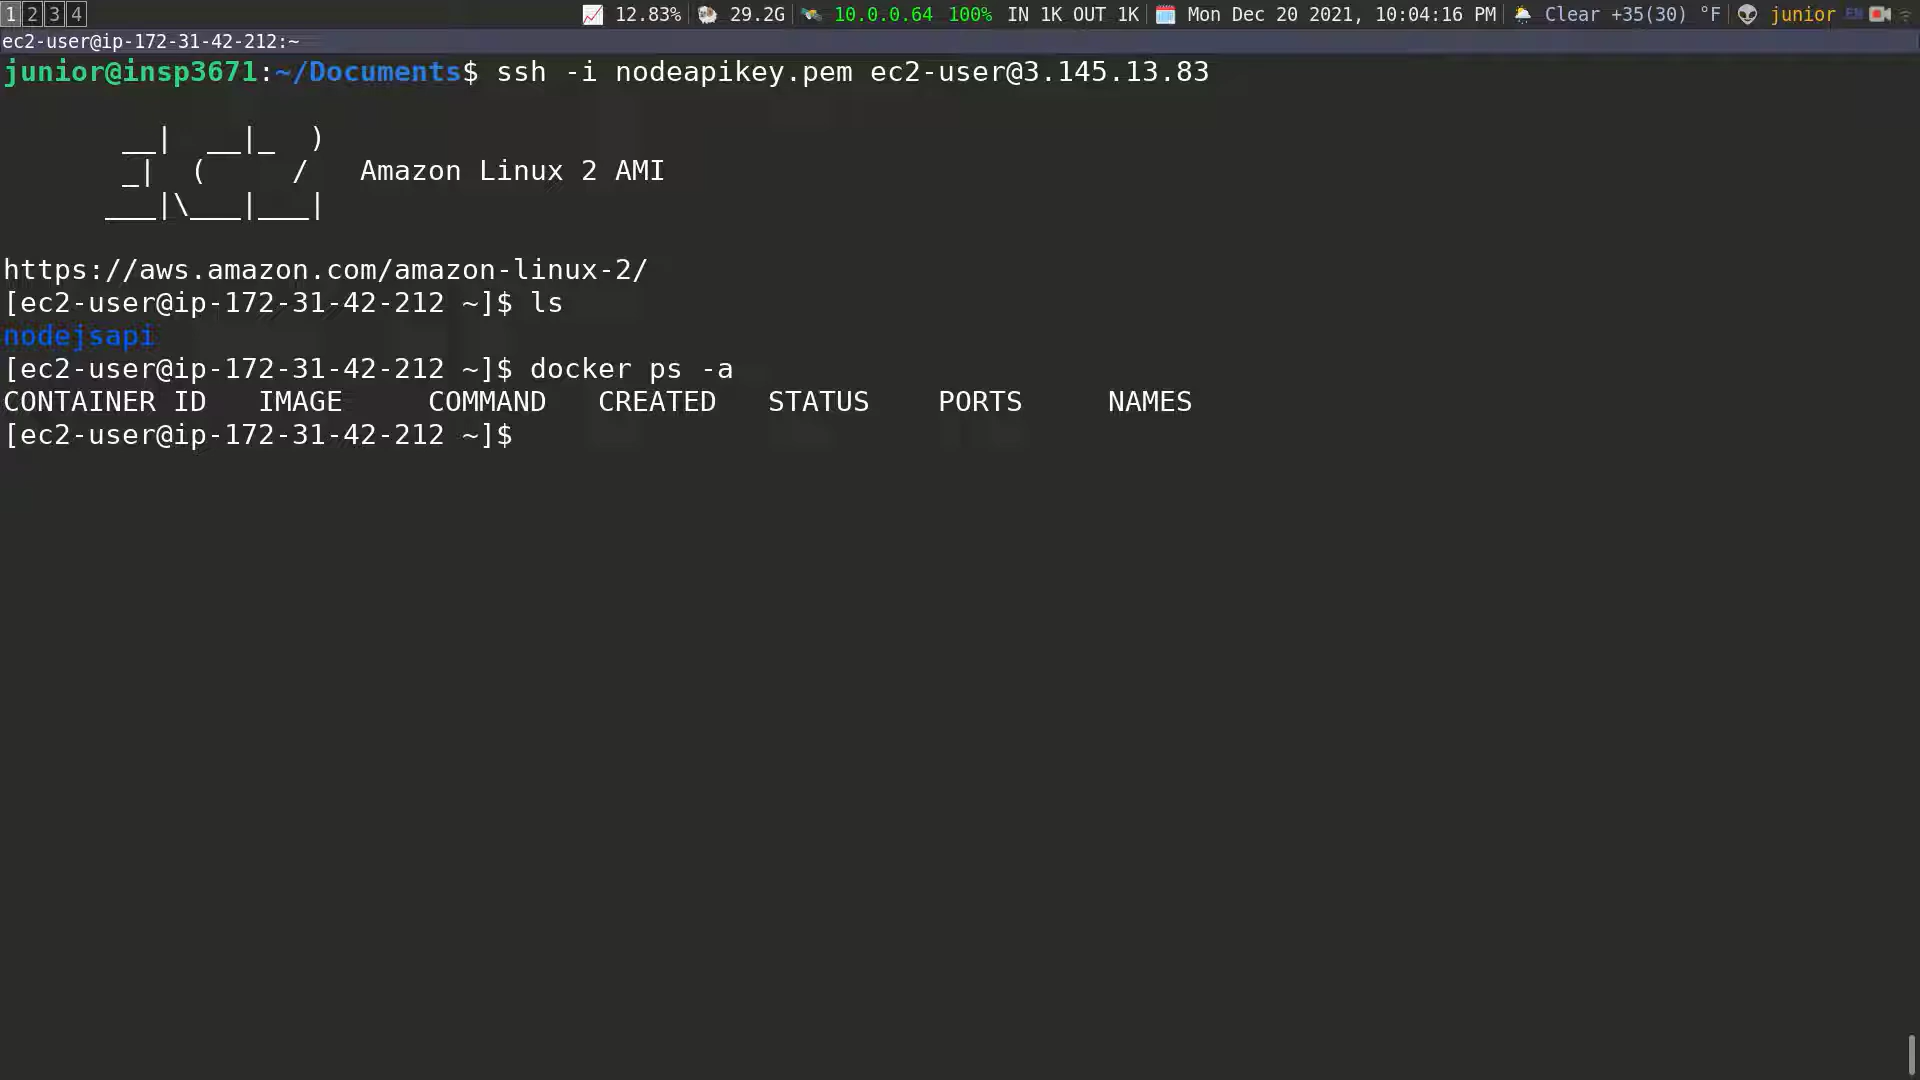 1 2 3 4 12.83% 29.2G 10.0.0.64 100% IN 1K OUT 1K Mon Dec 20 2021, 10:04:16 PM Clear +35(30) °F junior EN
ec2-user@ip-172-31-42-212:~
junior@insp3671:~/Documents$ ssh -i nodeapikey.pem ec2-user@3.145.13.83
       __|  __|_  )
       _|  (     /   Amazon Linux 2 AMI
      ___|\___|___|
https://aws.amazon.com/amazon-linux-2/
[ec2-user@ip-172-31-42-212 ~]$ ls
nodejsapi
[ec2-user@ip-172-31-42-212 ~]$ docker ps -a
CONTAINER ID   IMAGE     COMMAND   CREATED   STATUS    PORTS     NAMES
[ec2-user@ip-172-31-42-212 ~]$